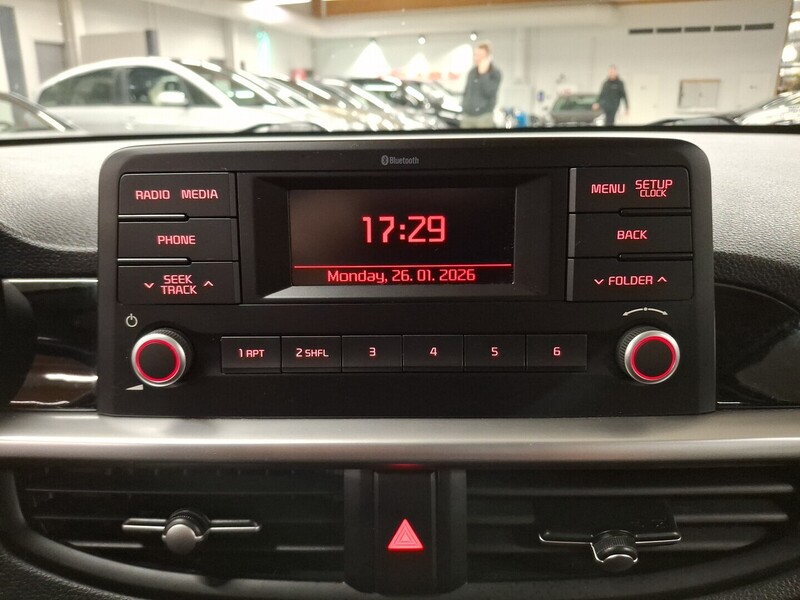 Bluetooth
RADIO MEDIA
PHONE
SEEK
TRACK
17:29
Monday, 26. 01. 2026
MENU SETUP
CLOCK
BACK
FOLDER
1 RPT 2 SHFL 3 4 5 6